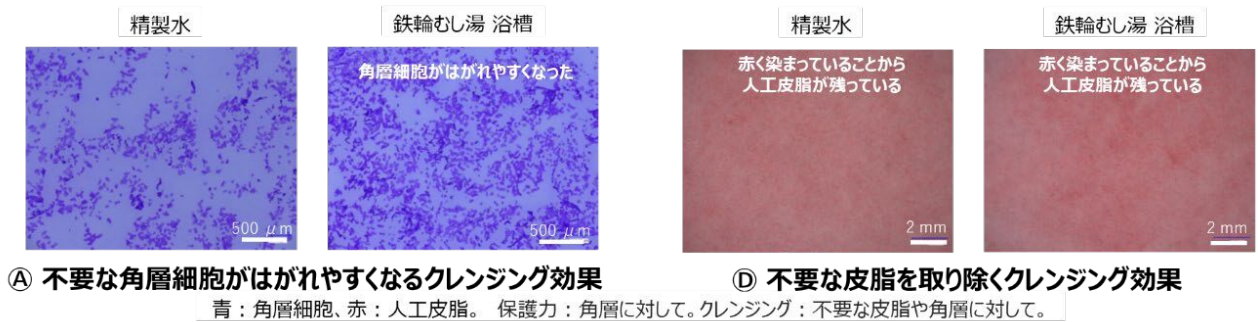 精製水
鉄輪むし湯 浴槽
角層細胞がはがれやすくなった
500 μm
500 μm
Ⓐ 不要な角層細胞がはがれやすくなるクレンジング効果
精製水
鉄輪むし湯 浴槽
赤く染まっていることから
人工皮脂が残っている
赤く染まっていることから
人工皮脂が残っている
2 mm
2 mm
Ⓓ 不要な皮脂を取り除くクレンジング効果
青：角層細胞、赤：人工皮脂。 保護力：角層に対して。クレンジング：不要な皮脂や角層に対して。